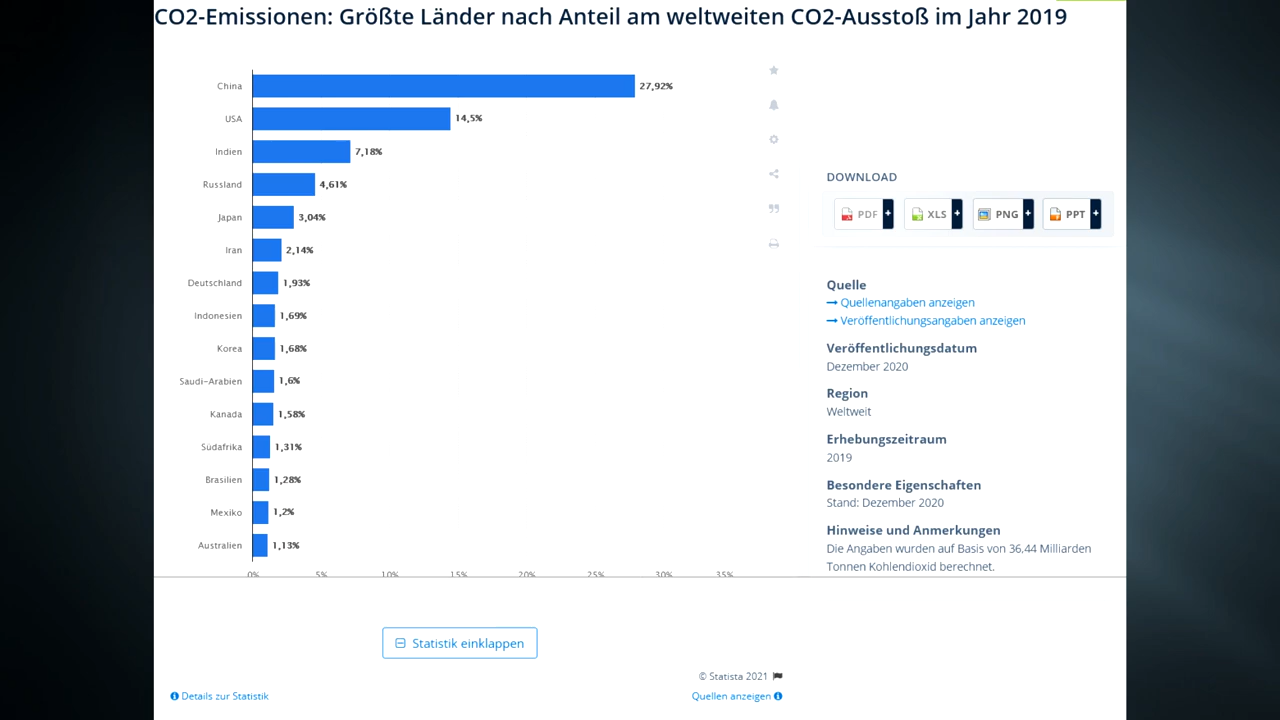 CO2-Emissionen: Größte Länder nach Anteil am weltweiten CO2-Ausstoß im Jahr 2019
China 27,92%
USA 14,5%
Indien 7,18%
Russland 4,61%
Japan 3,04%
Iran 2,14%
Deutschland 1,93%
Indonesien 1,69%
Korea 1,68%
Saudi-Arabien 1,6%
Kanada 1,58%
Südafrika 1,31%
Brasilien 1,28%
Mexiko 1,2%
Australien 1,13%
0% 5% 10% 15% 20% 25% 30% 35%
DOWNLOAD
PDF + XLS + PNG + PPT +
Quelle
→ Quellenangaben anzeigen
→ Veröffentlichungsangaben anzeigen
Veröffentlichungsdatum
Dezember 2020
Region
Weltweit
Erhebungszeitraum
2019
Besondere Eigenschaften
Stand: Dezember 2020
Hinweise und Anmerkungen
Die Angaben wurden auf Basis von 36,44 Milliarden
Tonnen Kohlendioxid berechnet.
Statistik einklappen
© Statista 2021
Details zur Statistik
Quellen anzeigen